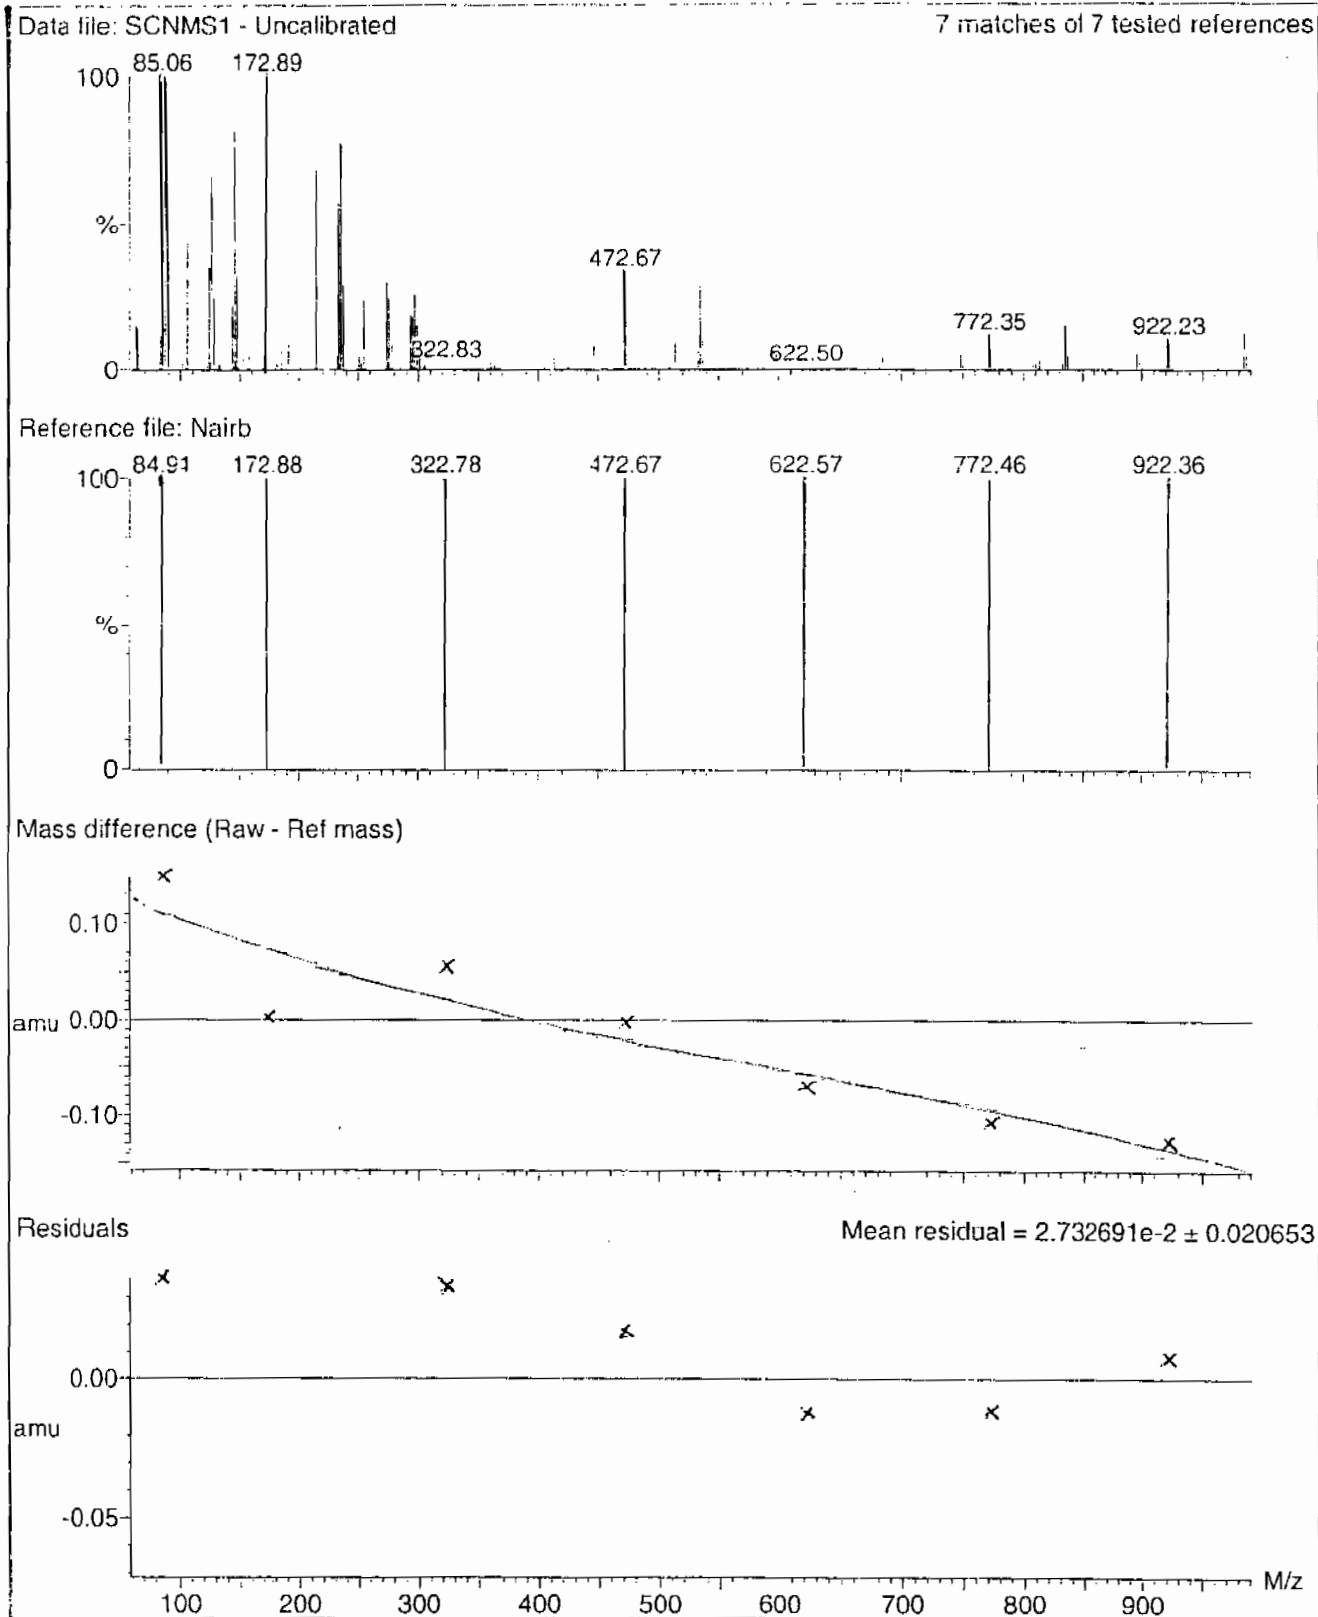 Data file: SCNMS1 - Uncalibrated 7 matches of 7 tested references
85.06 172.89
100
%
472.67
772.35 922.23
322.83 622.50
0
Reference file: Nairb
84.91 172.88 322.78 472.67 622.57 772.46 922.36
100
%
0
Mass difference (Raw - Ref mass)
0.10
amu 0.00
-0.10
Residuals Mean residual = 2.732691e-2 ± 0.020653
0.00
amu
-0.05
M/z
100 200 300 400 500 600 700 800 900